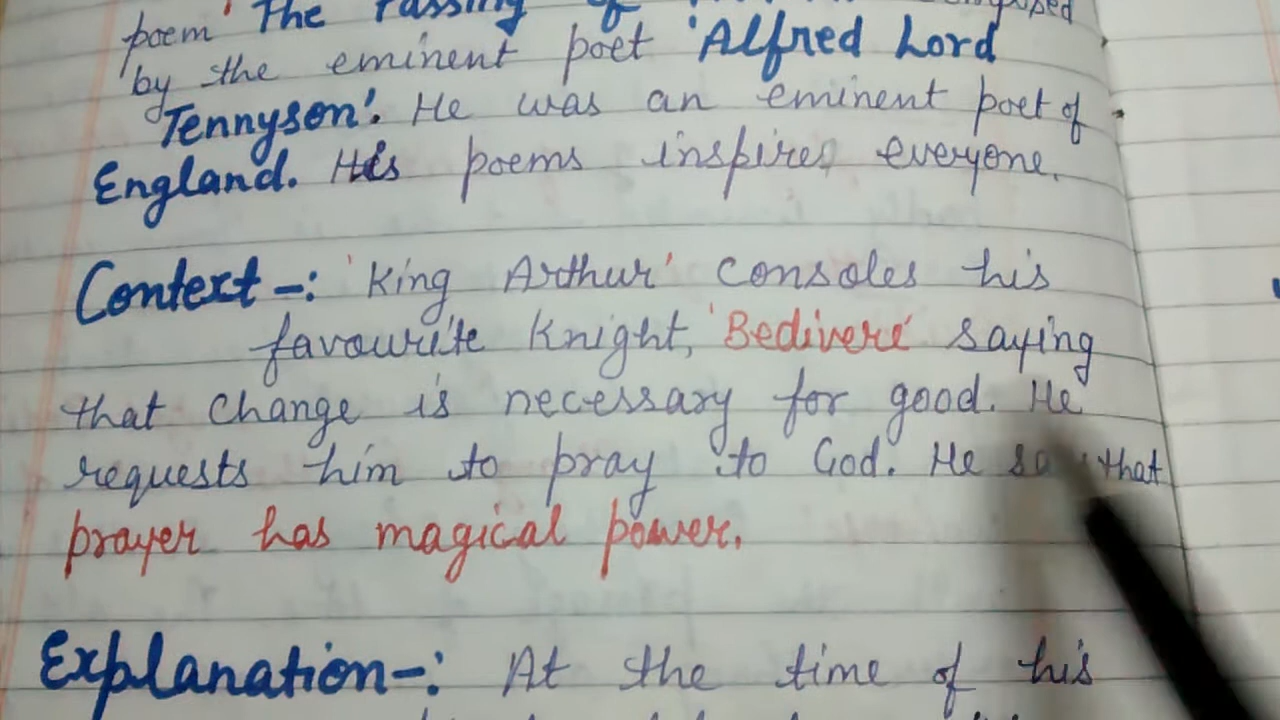 poem 'The Passing of
by the eminent poet 'Alfred Lord
Tennyson'. He was an eminent poet of
England. His poems inspires everyone.
Context-: 'King Arthur' consoles his
favourite Knight, 'Bedivere' saying
that change is necessary for good. He
requests him to pray to God. He that
prayer has magical power.
Explanation-: At the time of his